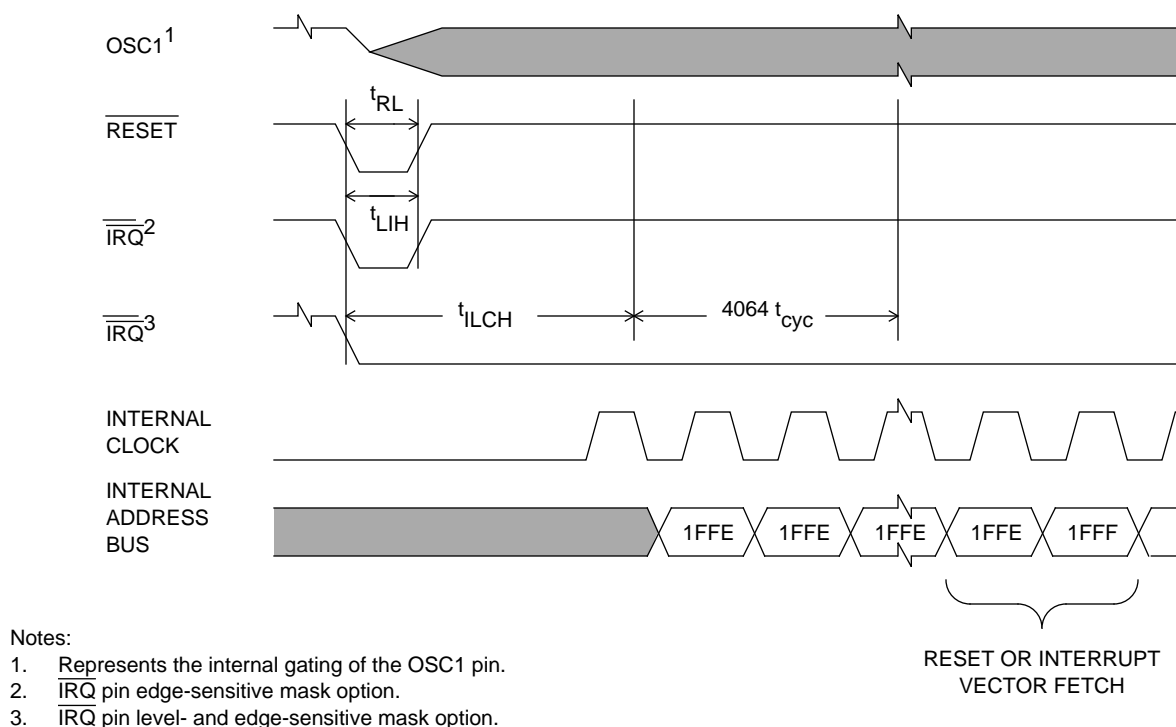 OSC1¹
t_RL
RESET
t_LIH
IRQ²
IRQ³
t_ILCH
4064 t_cyc
INTERNAL
CLOCK
INTERNAL
ADDRESS
BUS
1FFE 1FFE 1FFE 1FFE 1FFF
RESET OR INTERRUPT
VECTOR FETCH
Notes:
1. Represents the internal gating of the OSC1 pin.
2. IRQ pin edge-sensitive mask option.
3. IRQ pin level- and edge-sensitive mask option.